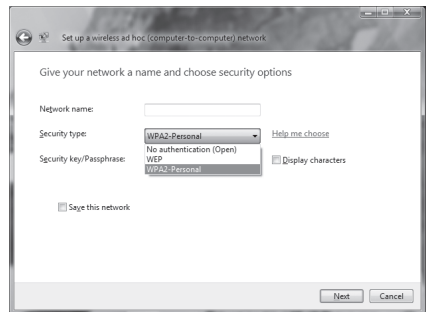 Set up a wireless ad hoc (computer-to-computer) network
Give your network a name and choose security options
Network name:
Security type: WPA2-Personal Help me choose
No authentication (Open)
Security key/Passphrase: WEP Display characters
WPA2-Personal
Save this network
Next Cancel